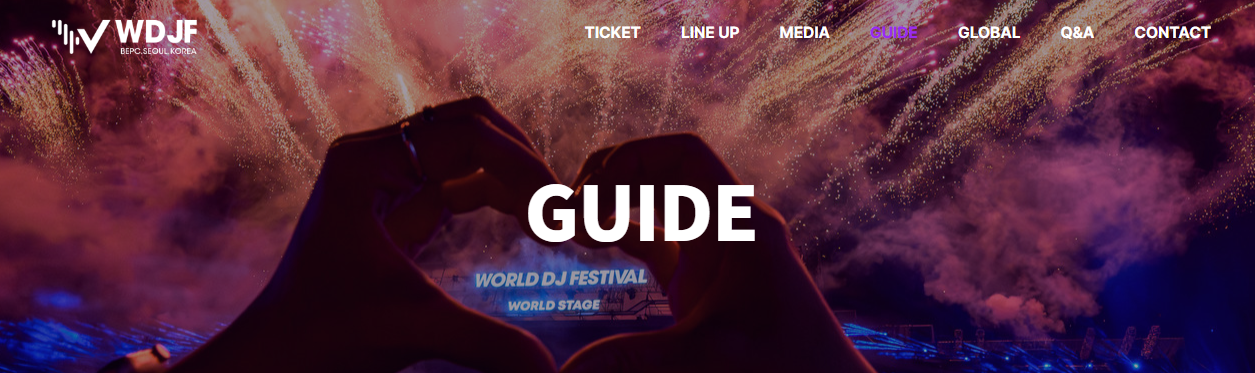 WDJF
BEPC.SEOUL.KOREA
TICKET LINE UP MEDIA GUIDE GLOBAL Q&A CONTACT
GUIDE
WORLD DJ FESTIVAL
WORLD STAGE